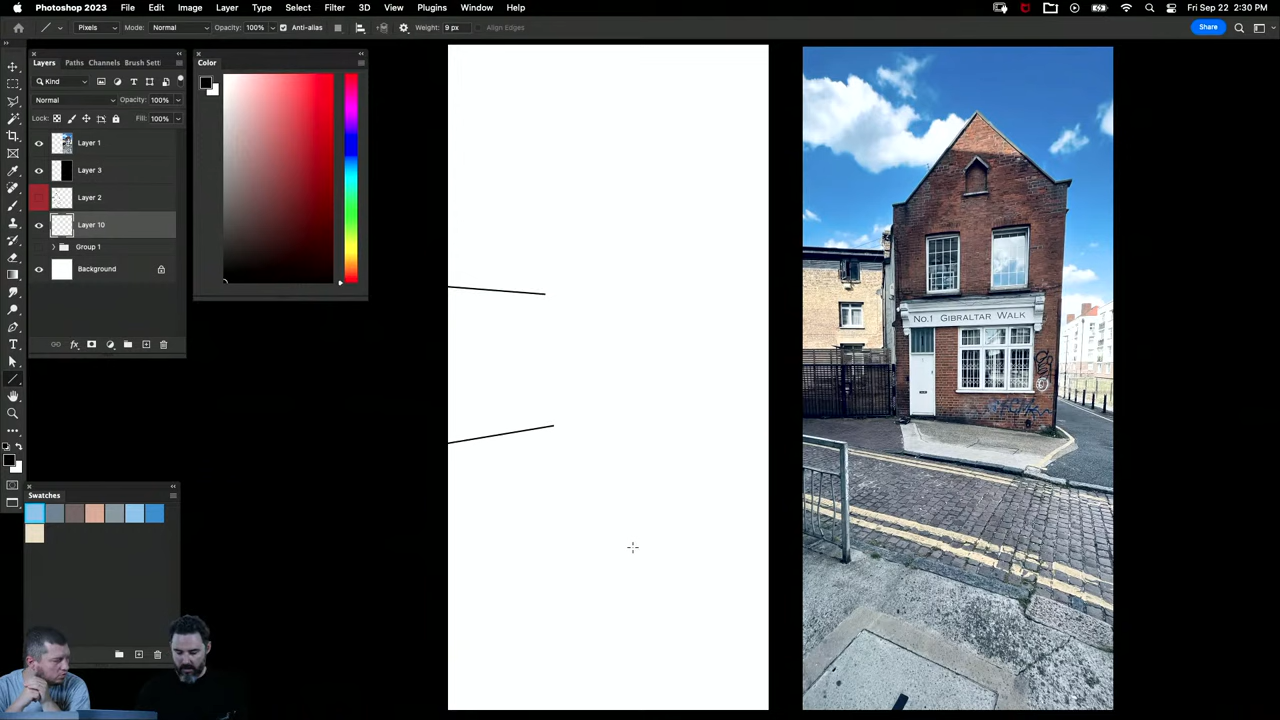 Photoshop 2023 File Edit Image Layer Type Select Filter 3D View Plugins Window Help Fri Sep 22 2:30 PM
Pixels Mode: Normal Opacity: 100% Anti-alias Weight: 9 px Align Edges Share
Layers Paths Channels Brush Setti
Kind
Normal Opacity: 100%
Lock: Fill: 100%
Layer 1
Layer 3
Layer 2
Layer 10
Group 1
Background
Color
Swatches
No.1 GIBRALTAR WALK